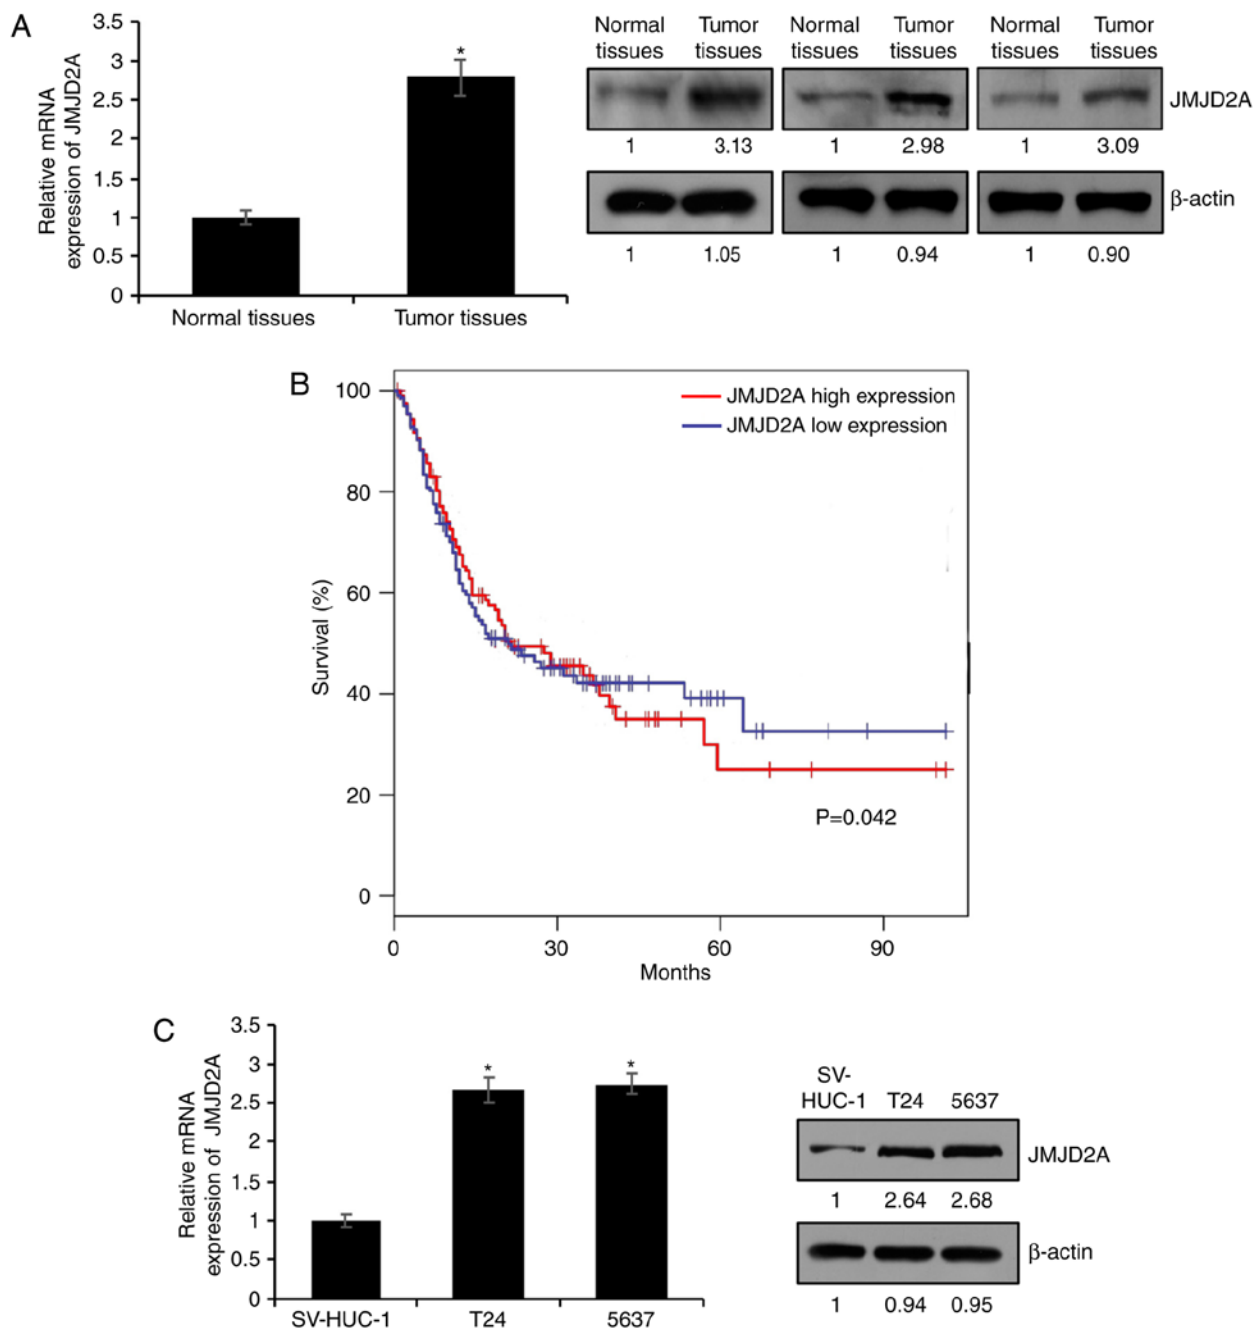 A
Relative mRNA
expression of JMJD2A
3.5
3
2.5
2
1.5
1
0.5
0
*
Normal tissues
Tumor tissues
Normal tissues Tumor tissues Normal tissues Tumor tissues Normal tissues Tumor tissues
JMJD2A
1 3.13 1 2.98 1 3.09
β-actin
1 1.05 1 0.94 1 0.90
B
Survival (%)
100
80
60
40
20
0
JMJD2A high expression
JMJD2A low expression
P=0.042
0 30 60 90
Months
C
Relative mRNA
expression of JMJD2A
3.5
3
2.5
2
1.5
1
0.5
0
* *
SV-HUC-1 T24 5637
SV-
HUC-1 T24 5637
JMJD2A
1 2.64 2.68
β-actin
1 0.94 0.95